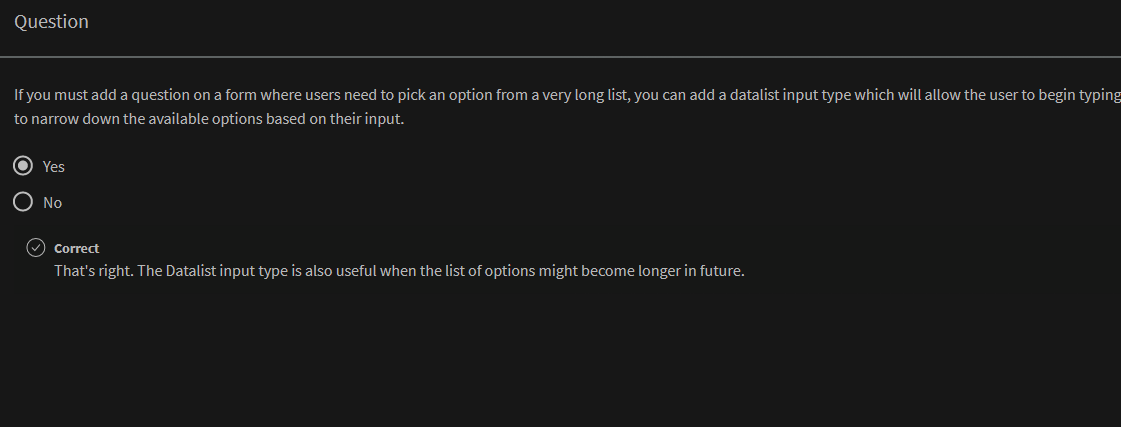 Question
If you must add a question on a form where users need to pick an option from a very long list, you can add a datalist input type which will allow the user to begin typing
to narrow down the available options based on their input.
Yes
No
Correct
That's right. The Datalist input type is also useful when the list of options might become longer in future.